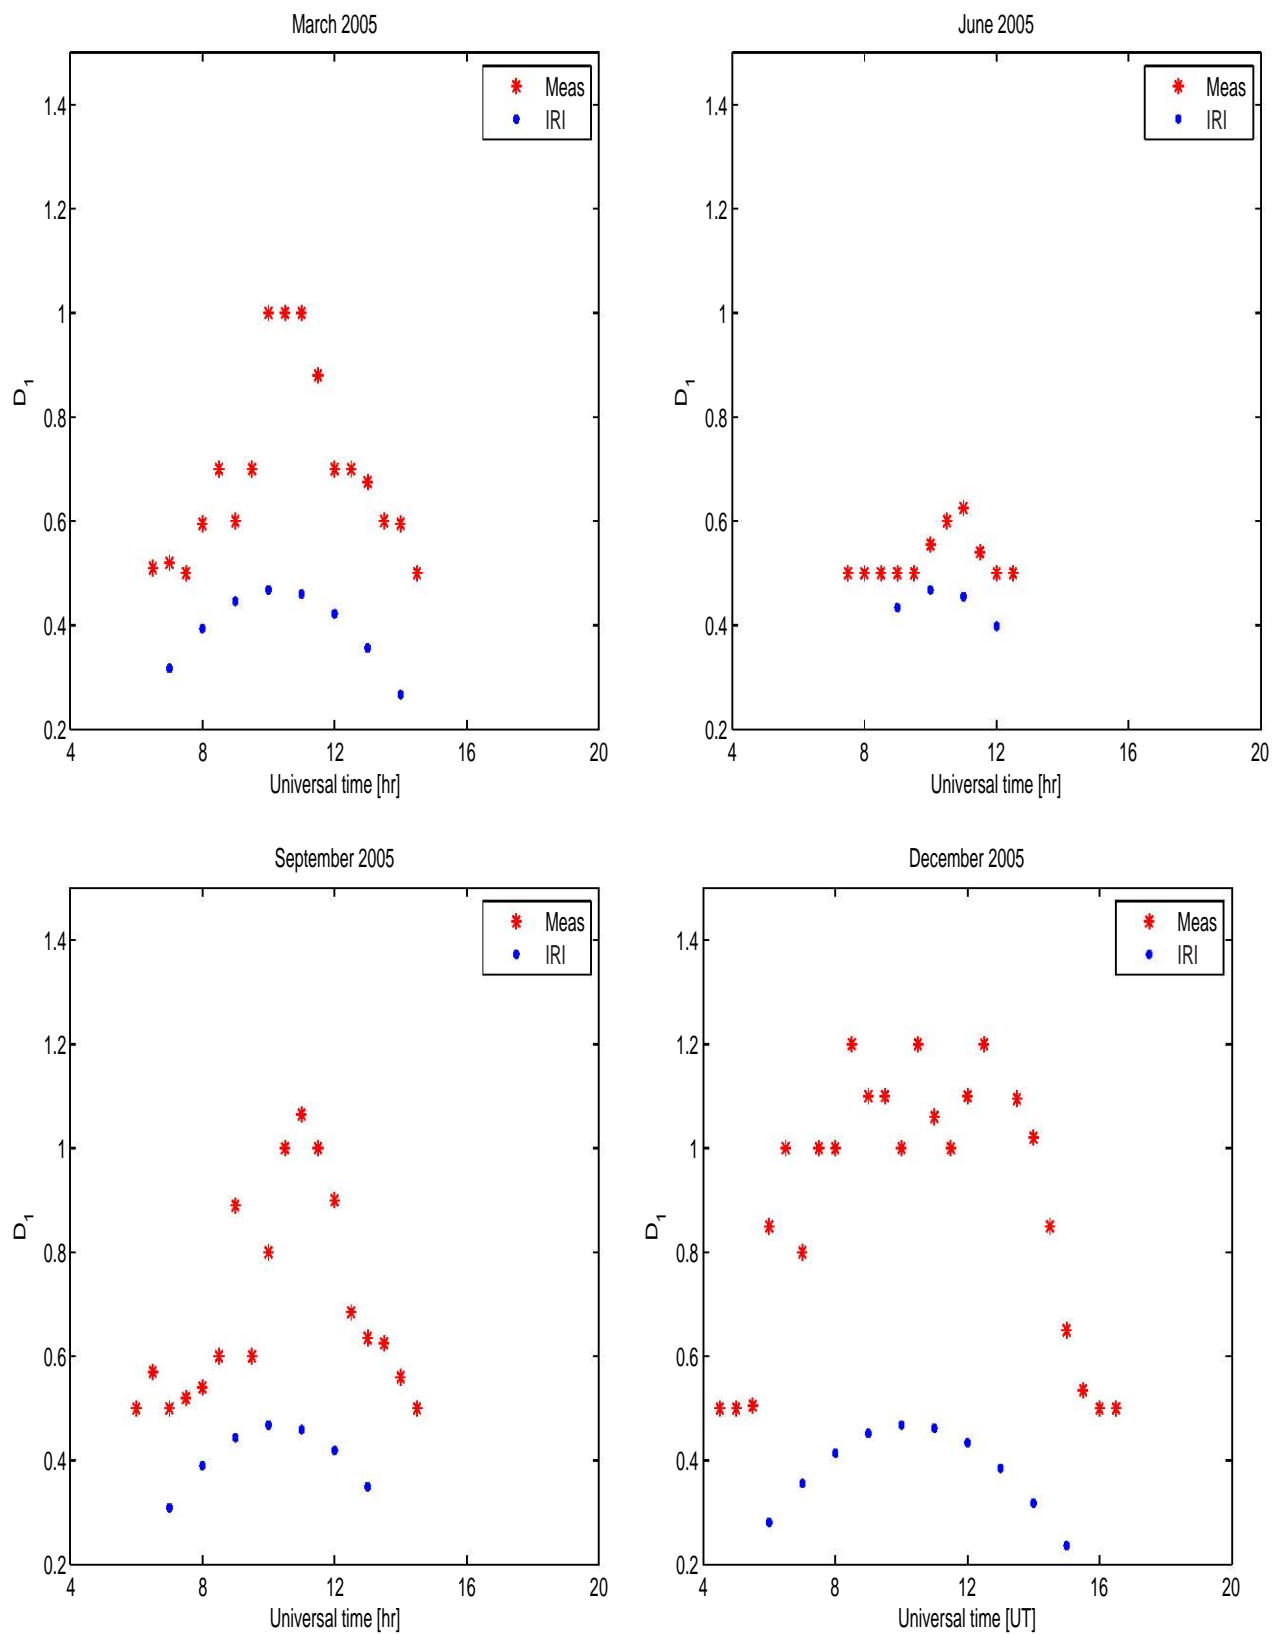 March 2005
Meas
IRI
1.4
1.2
1
0.8
0.6
0.4
0.2
D1
4 8 12 16 20
Universal time [hr]
June 2005
Meas
IRI
1.4
1.2
1
0.8
0.6
0.4
0.2
D1
4 8 12 16 20
Universal time [hr]
September 2005
Meas
IRI
1.4
1.2
1
0.8
0.6
0.4
0.2
D1
4 8 12 16 20
Universal time [hr]
December 2005
Meas
IRI
1.4
1.2
1
0.8
0.6
0.4
0.2
D1
4 8 12 16 20
Universal time [UT]